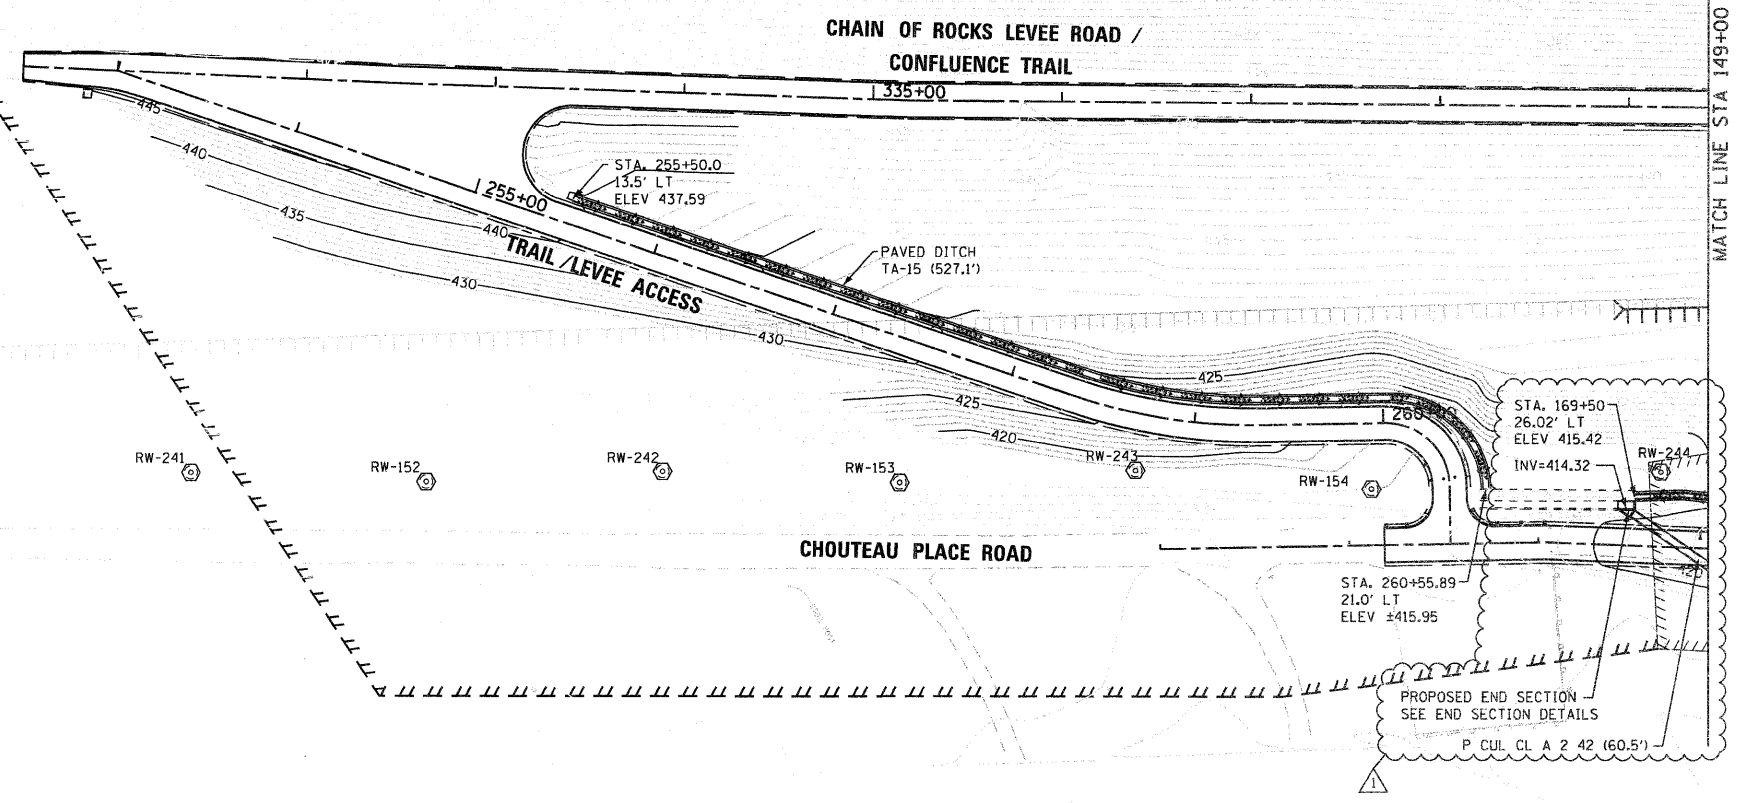 CHAIN OF ROCKS LEVEE ROAD /
CONFLUENCE TRAIL
MATCH LINE STA 149+00
335+00
445
440
435
430
STA. 255+50.0
13.5' LT
ELEV 437.59
255+00
440
TRAIL /LEVEE ACCESS
PAVED DITCH
TA-15 (527.1')
430
425
425
420
STA. 169+50
26.02' LT
ELEV 415.42
INV=414.32
RW-241
RW-152
RW-242
RW-153
RW-243
RW-154
RW-244
CHOUTEAU PLACE ROAD
420
STA. 260+55.89
21.0' LT
ELEV ±415.95
PROPOSED END SECTION
SEE END SECTION DETAILS
P CUL CL A 2 42 (60.5')
1